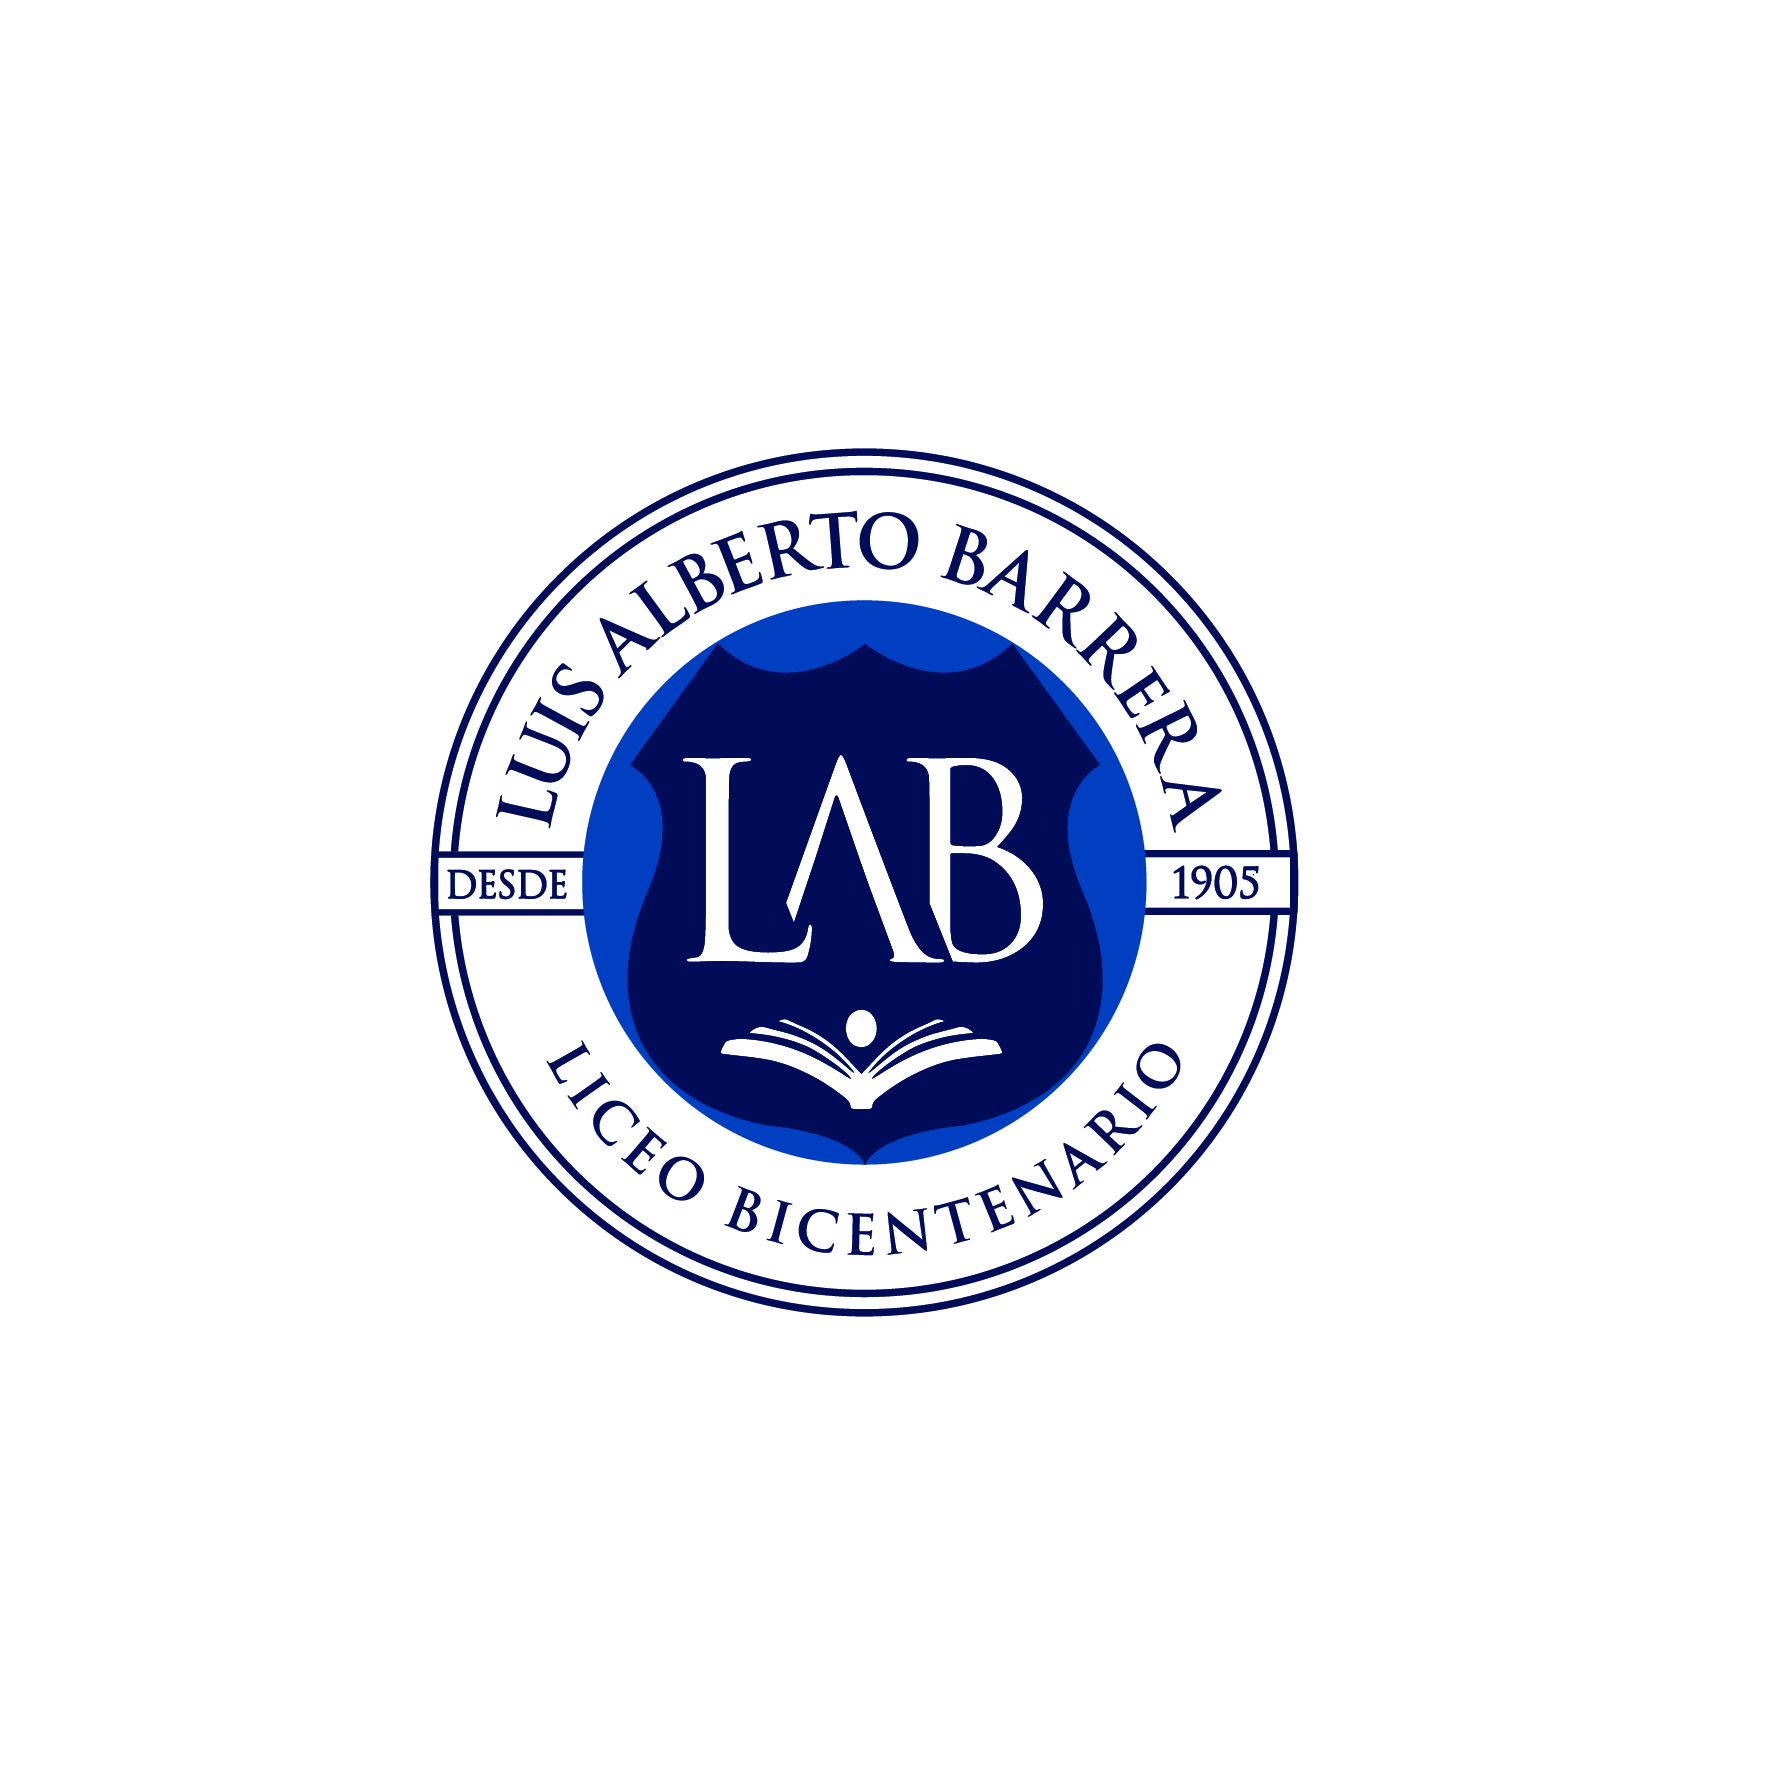 LUIS ALBERTO BARRERA
DESDE
LAB
1905
LICEO BICENTENARIO